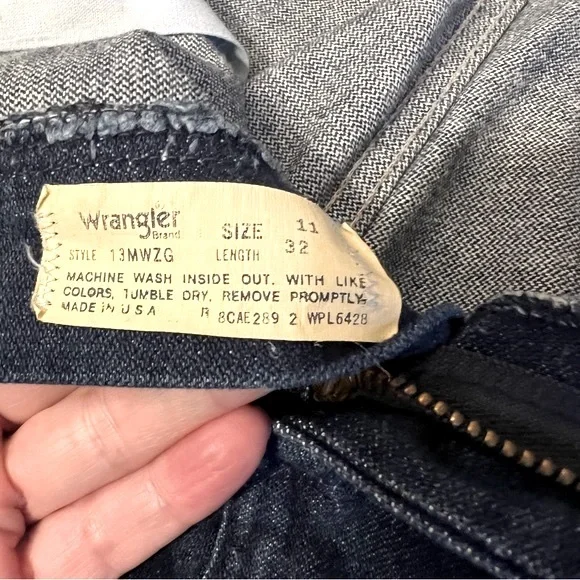 Wrangler
Brand
SIZE 11
STYLE 13MWZG LENGTH 32
MACHINE WASH INSIDE OUT. WITH LIKE
COLORS. TUMBLE DRY. REMOVE PROMPTLY.
MADE IN U S A R 8CAE289 2 WPL6428